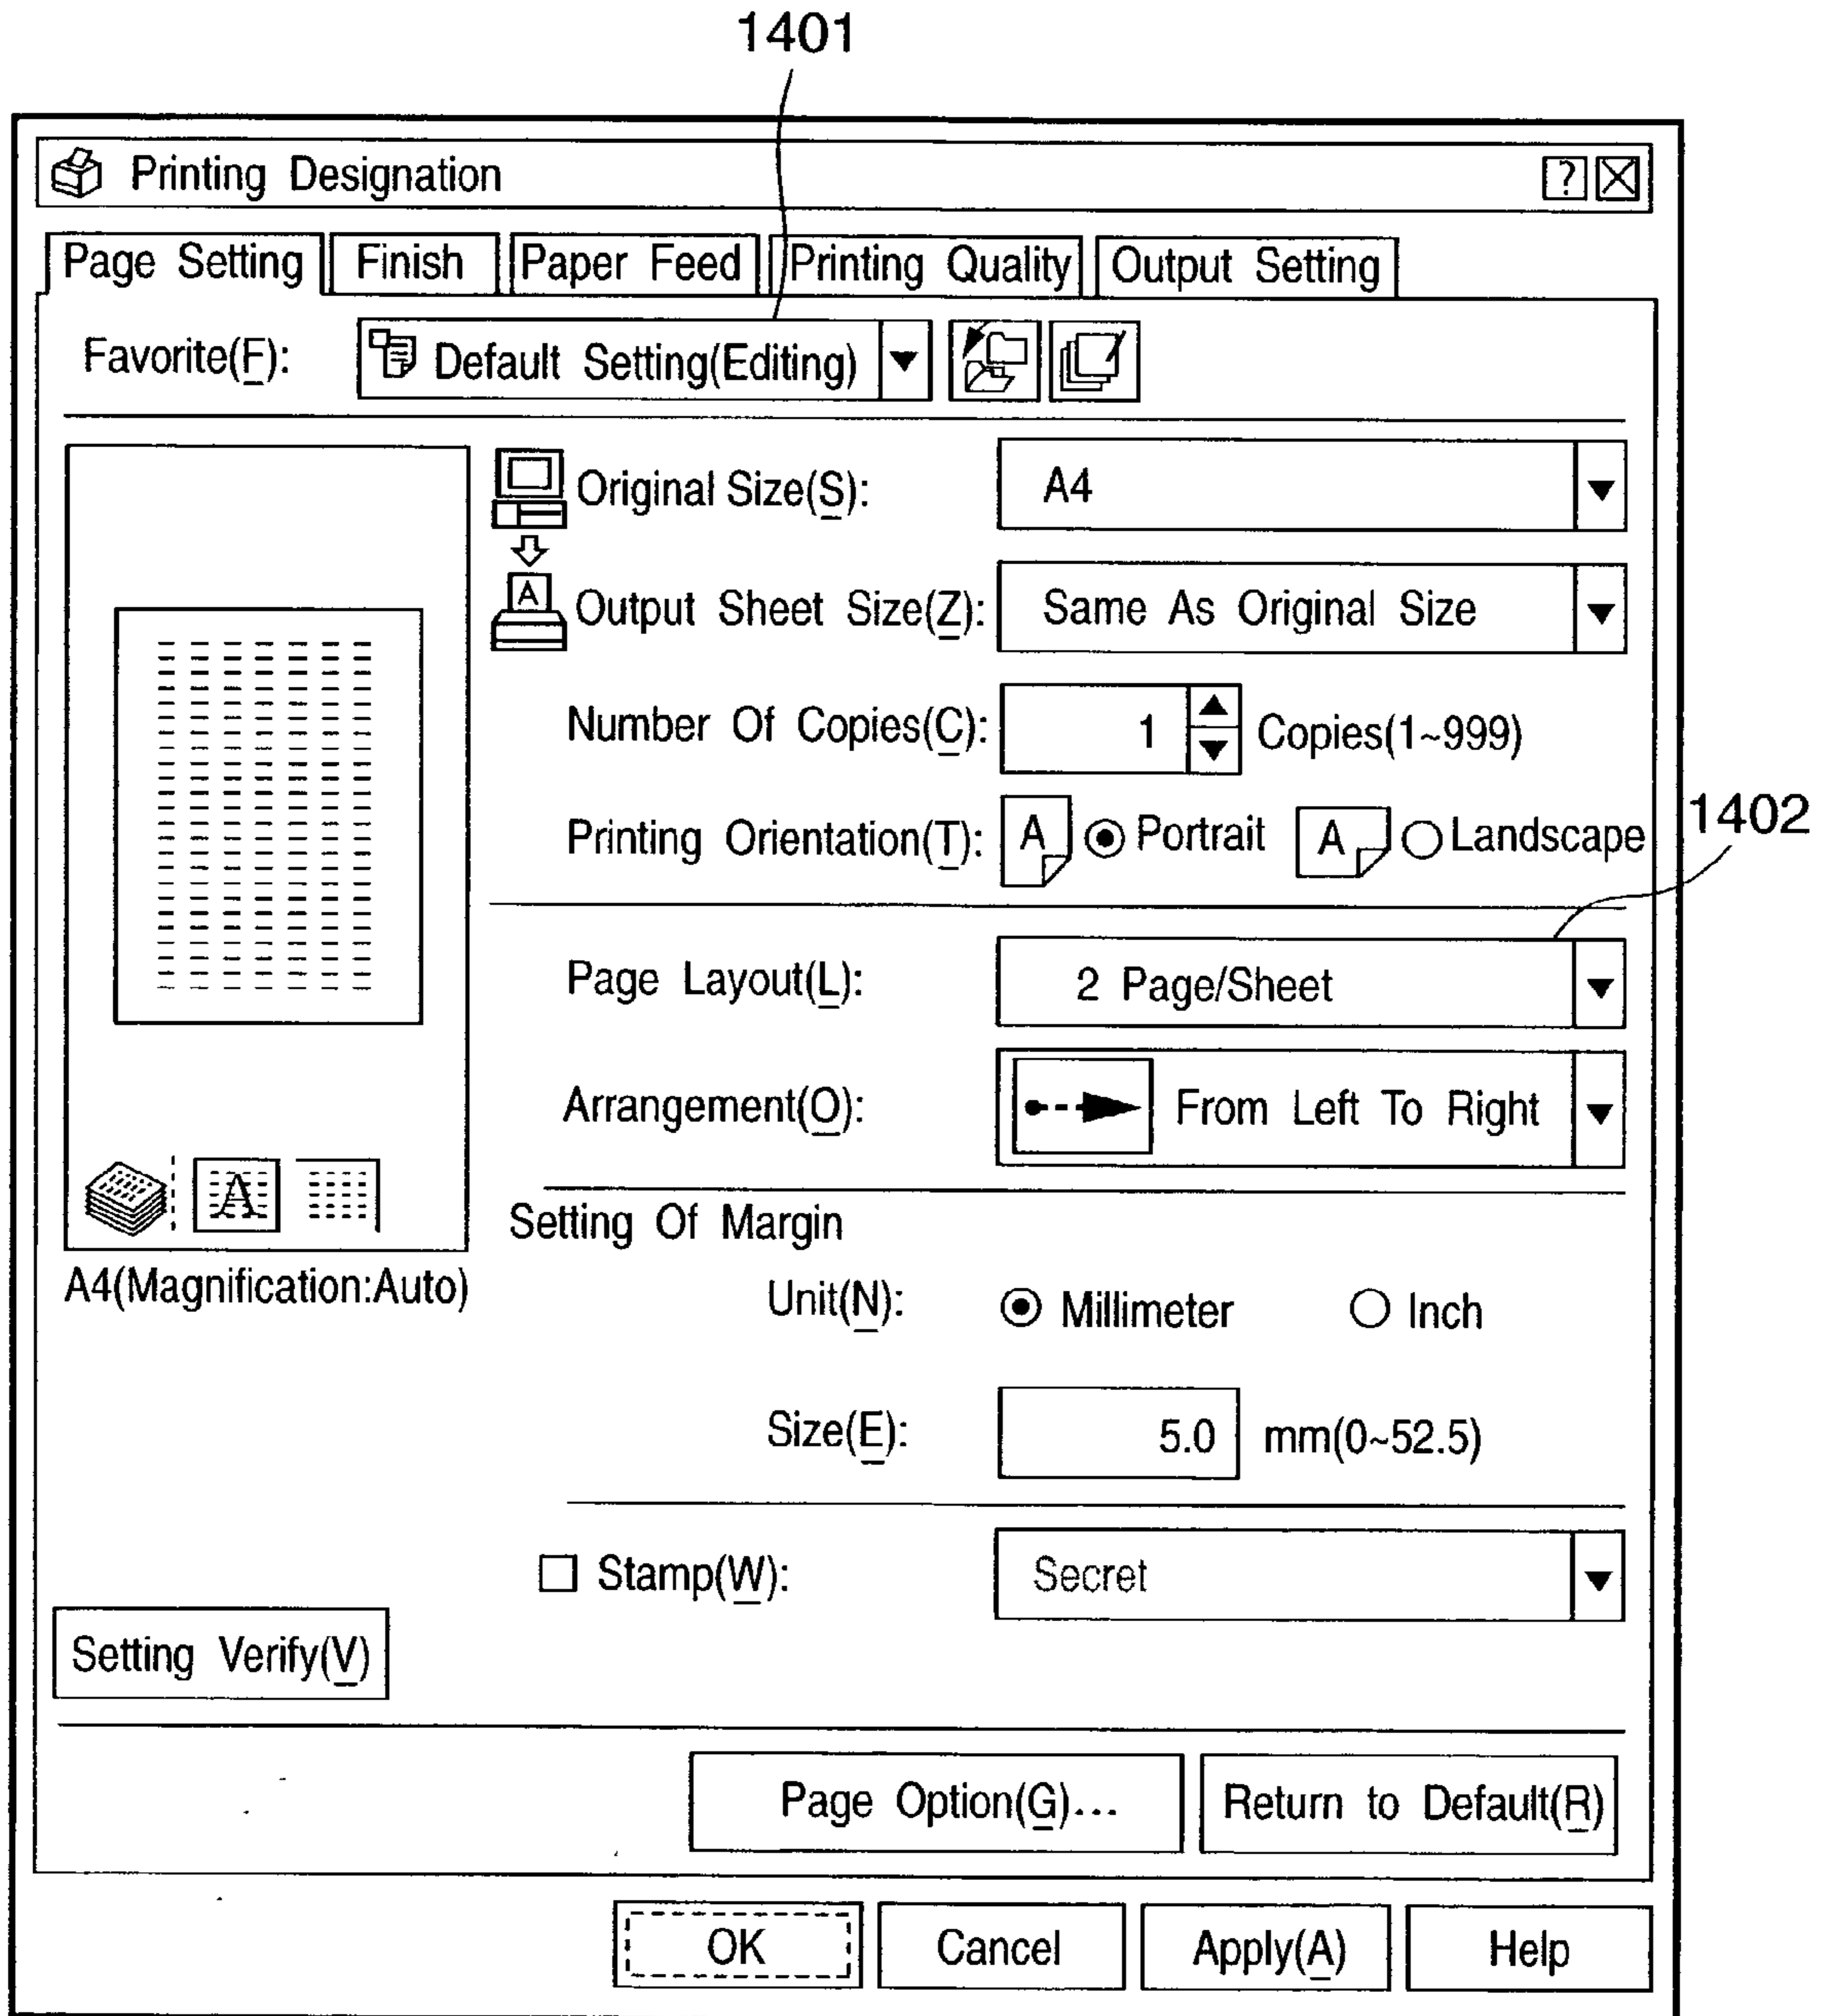 1401
Printing Designation ?
Page Setting Finish Paper Feed Printing Quality Output Setting
Favorite(F): Default Setting(Editing)
Original Size(S): A4
A
Output Sheet Size(Z): Same As Original Size
Number Of Copies(C): 1 Copies(1~999)
Printing Orientation(T): A Portrait A Landscape
1402
Page Layout(L): 2 Page/Sheet
Arrangement(O): From Left To Right
A
A4(Magnification:Auto)
Setting Of Margin
Unit(N): Millimeter Inch
Size(E): 5.0 mm(0~52.5)
Stamp(W): Secret
Setting Verify(V)
Page Option(G)... Return to Default(R)
OK Cancel Apply(A) Help